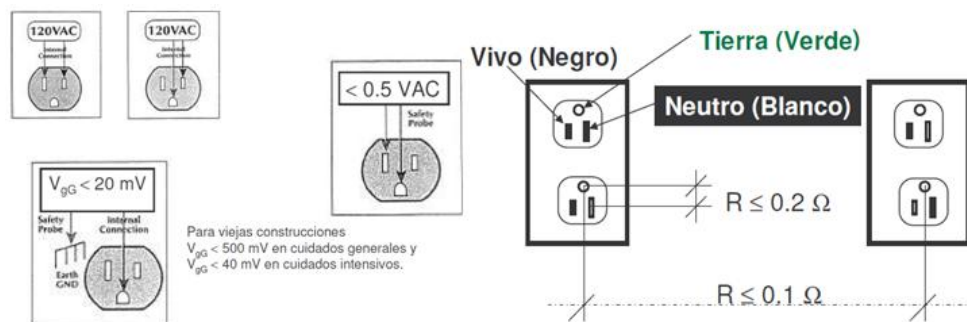 120VAC
Internal
Connection
120VAC
Internal
Connection
< 0.5 VAC
Safety
Probe
V_gG < 20 mV
Safety
Probe
Internal
Connection
Earth
GND
Para viejas construcciones
V_gG < 500 mV en cuidados generales y
V_gG < 40 mV en cuidados intensivos.
Vivo (Negro)
Tierra (Verde)
Neutro (Blanco)
R ≤ 0.2 Ω
R ≤ 0.1 Ω